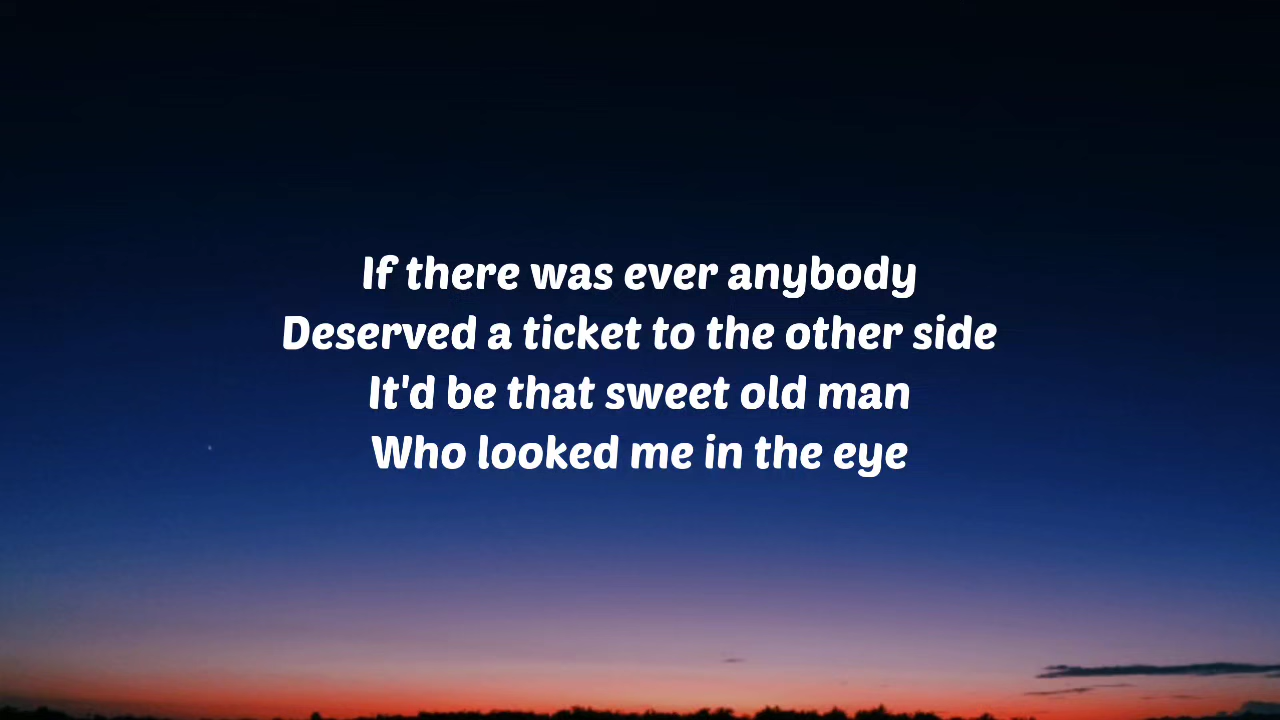 If there was ever anybody
Deserved a ticket to the other side
It'd be that sweet old man
Who looked me in the eye